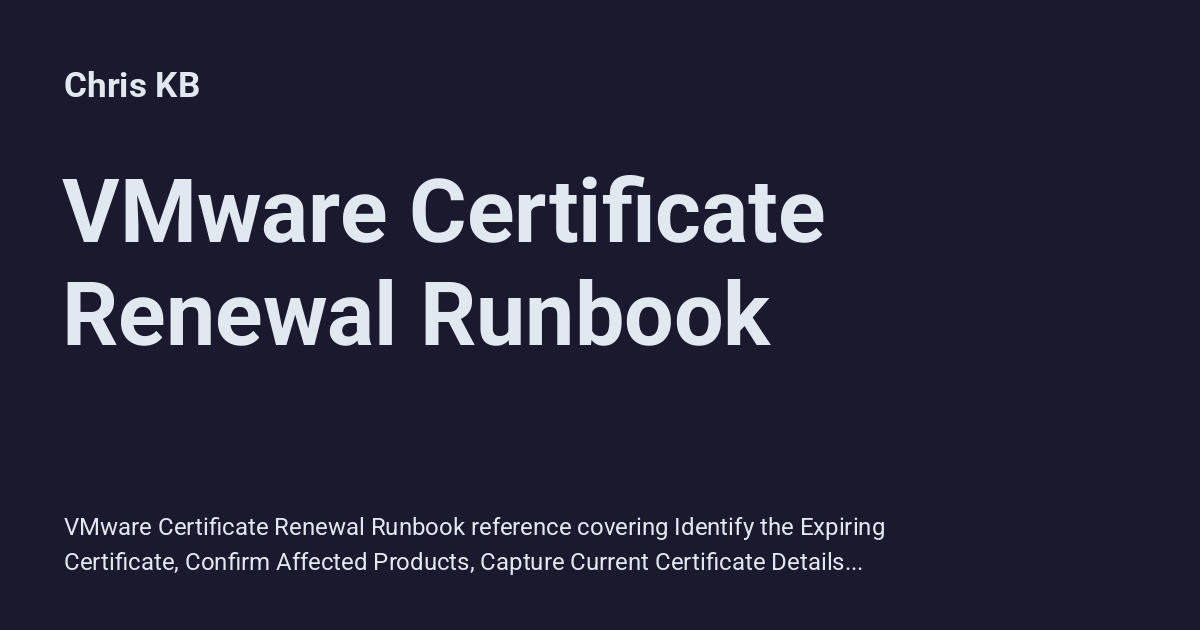 Chris KB
VMware Certificate
Renewal Runbook
VMware Certificate Renewal Runbook reference covering Identify the Expiring
Certificate, Confirm Affected Products, Capture Current Certificate Details...